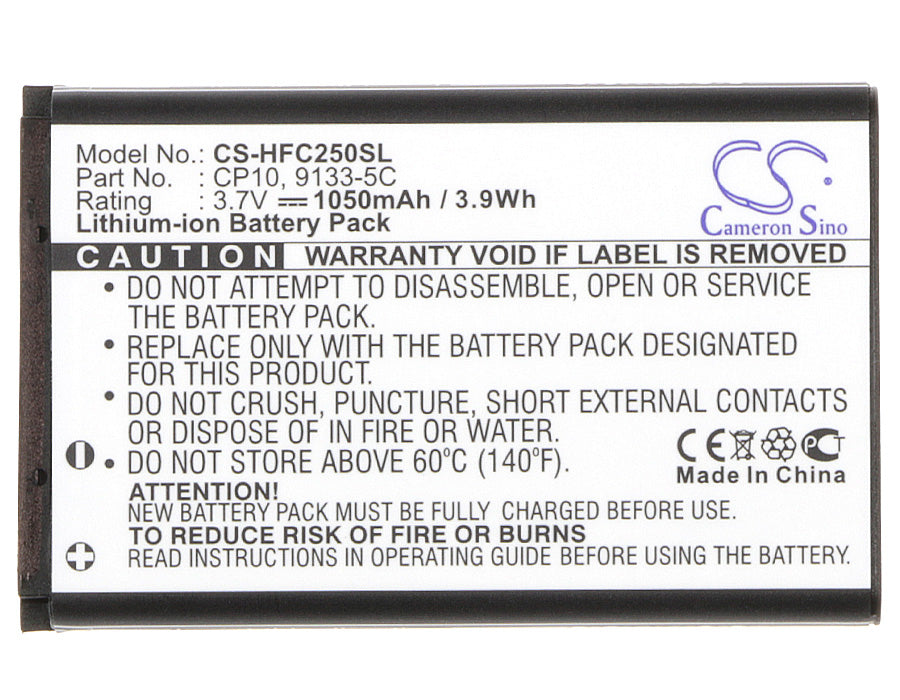 Model No.: CS-HFC250SL
Part No. : CP10, 9133-5C
Rating : 3.7V 1050mAh / 3.9Wh
Lithium-ion Battery Pack
CS
Cameron Sino
CAUTION WARRANTY VOID IF LABEL IS REMOVED
• DO NOT ATTEMPT TO DISASSEMBLE, OPEN OR SERVICE
THE BATTERY PACK.
• REPLACE ONLY WITH THE BATTERY PACK DESIGNATED
FOR THIS PRODUCT.
• DO NOT CRUSH, PUNCTURE, SHORT EXTERNAL CONTACTS
OR DISPOSE OF IN FIRE OR WATER.
• DO NOT STORE ABOVE 60°C (140°F).
CE PCT
Made In China
ATTENTION!
NEW BATTERY PACK MUST BE FULLY CHARGED BEFORE USE.
TO REDUCE RISK OF FIRE OR BURNS
READ INSTRUCTIONS IN OPERATING GUIDE BEFORE USING THE BATTERY.